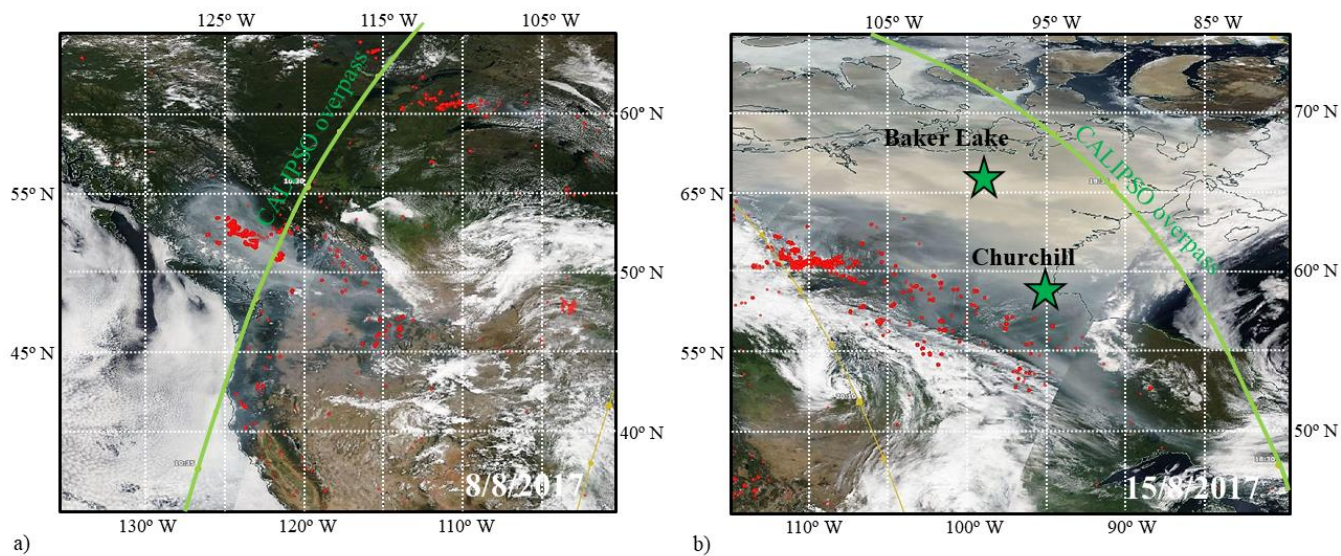 125° W 115° W 105° W
105° W 95° W 85° W
60° N
55° N
50° N
45° N
40° N
CALIPSO overpass
8/8/2017
130° W 120° W 110° W
a)
70° N
65° N
60° N
55° N
50° N
Baker Lake
CALIPSO overpass
Churchill
15/8/2017
110° W 100° W 90° W
b)